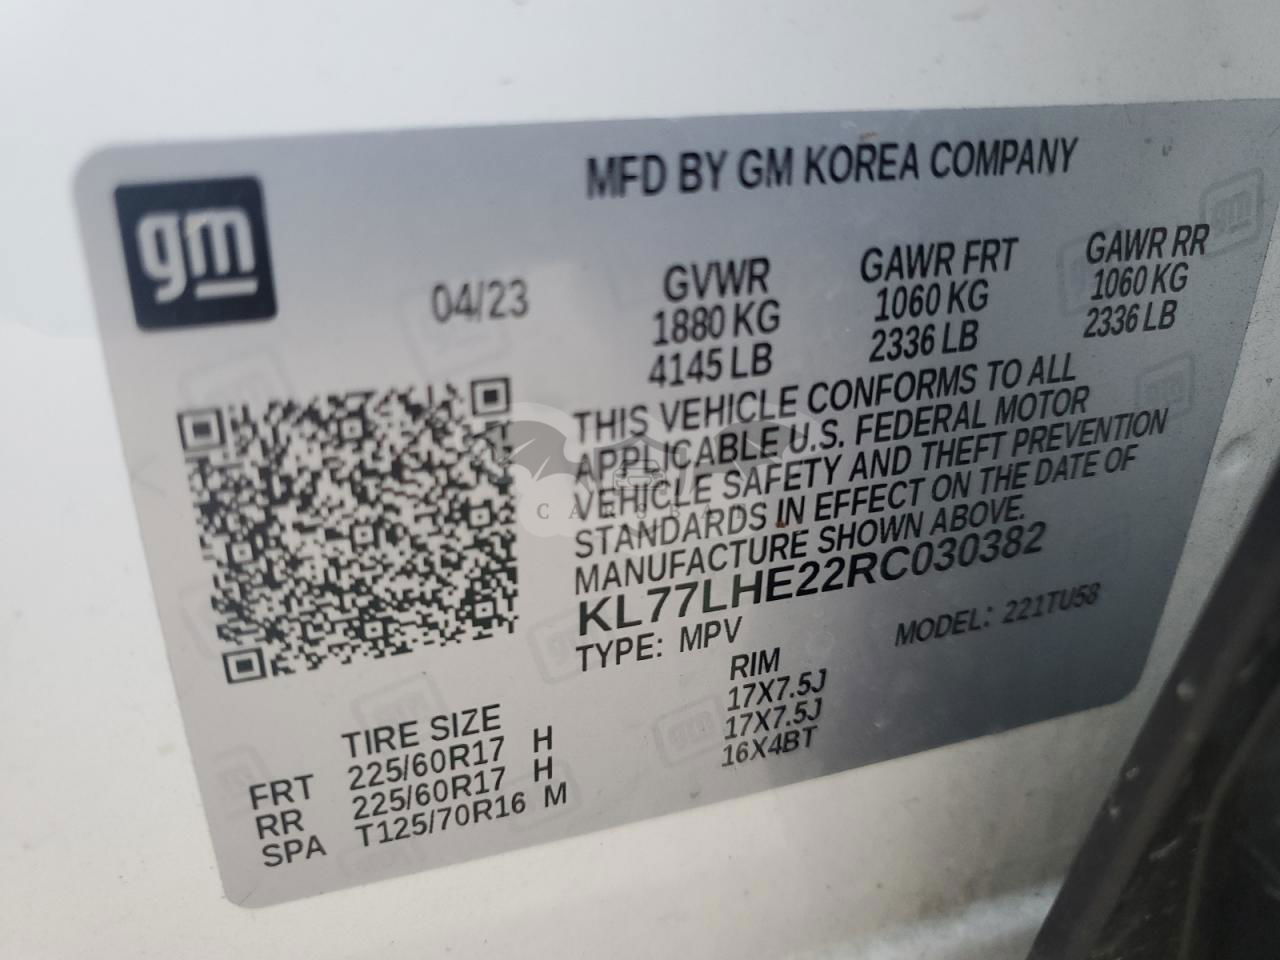 gm
MFD BY GM KOREA COMPANY
04/23
GVWR GAWR FRT GAWR RR
1880 KG 1060 KG 1060 KG
4145 LB 2336 LB 2336 LB
THIS VEHICLE CONFORMS TO ALL
APPLICABLE U.S. FEDERAL MOTOR
VEHICLE SAFETY AND THEFT PREVENTION
STANDARDS IN EFFECT ON THE DATE OF
MANUFACTURE SHOWN ABOVE.
KL77LHE22RC030382
TYPE: MPV MODEL: 221TU58
TIRE SIZE RIM
FRT 225/60R17 H 17X7.5J
RR 225/60R17 H 17X7.5J
SPA T125/70R16 M 16X4BT